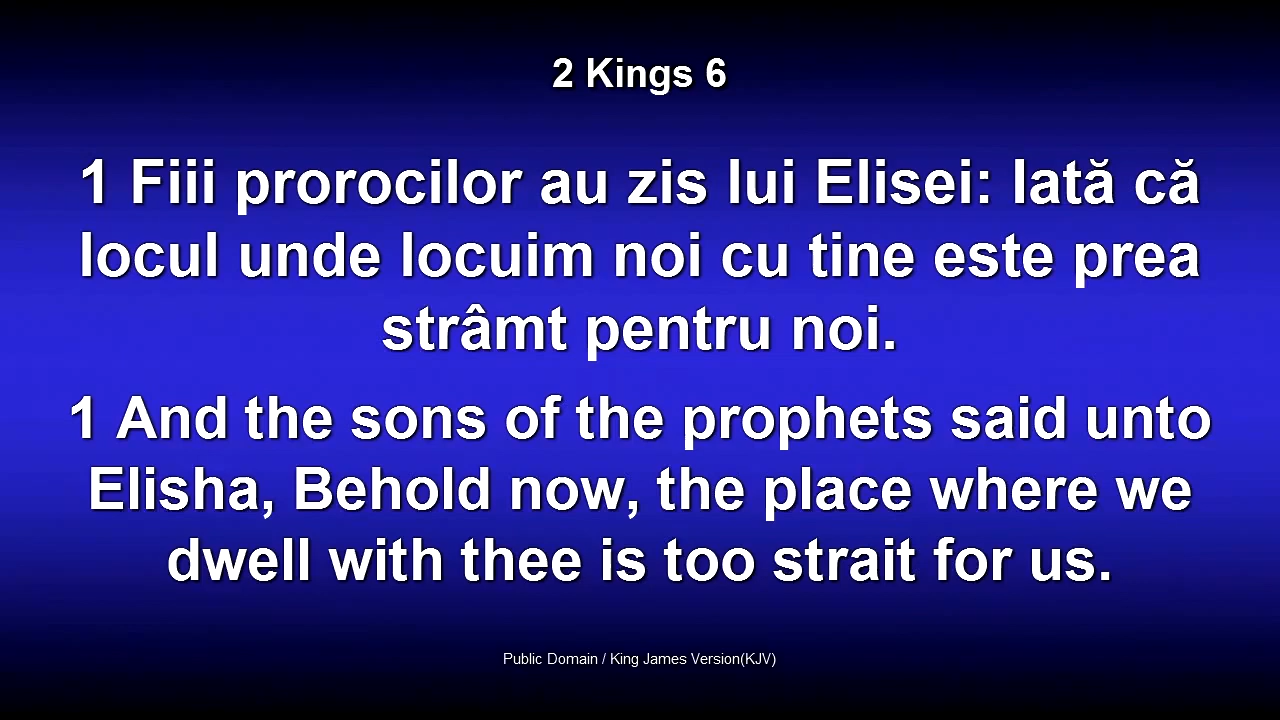 2 Kings 6
1 Fiii prorocilor au zis lui Elisei: Iată că
locul unde locuim noi cu tine este prea
strâmt pentru noi.
1 And the sons of the prophets said unto
Elisha, Behold now, the place where we
dwell with thee is too strait for us.
Public Domain / King James Version(KJV)